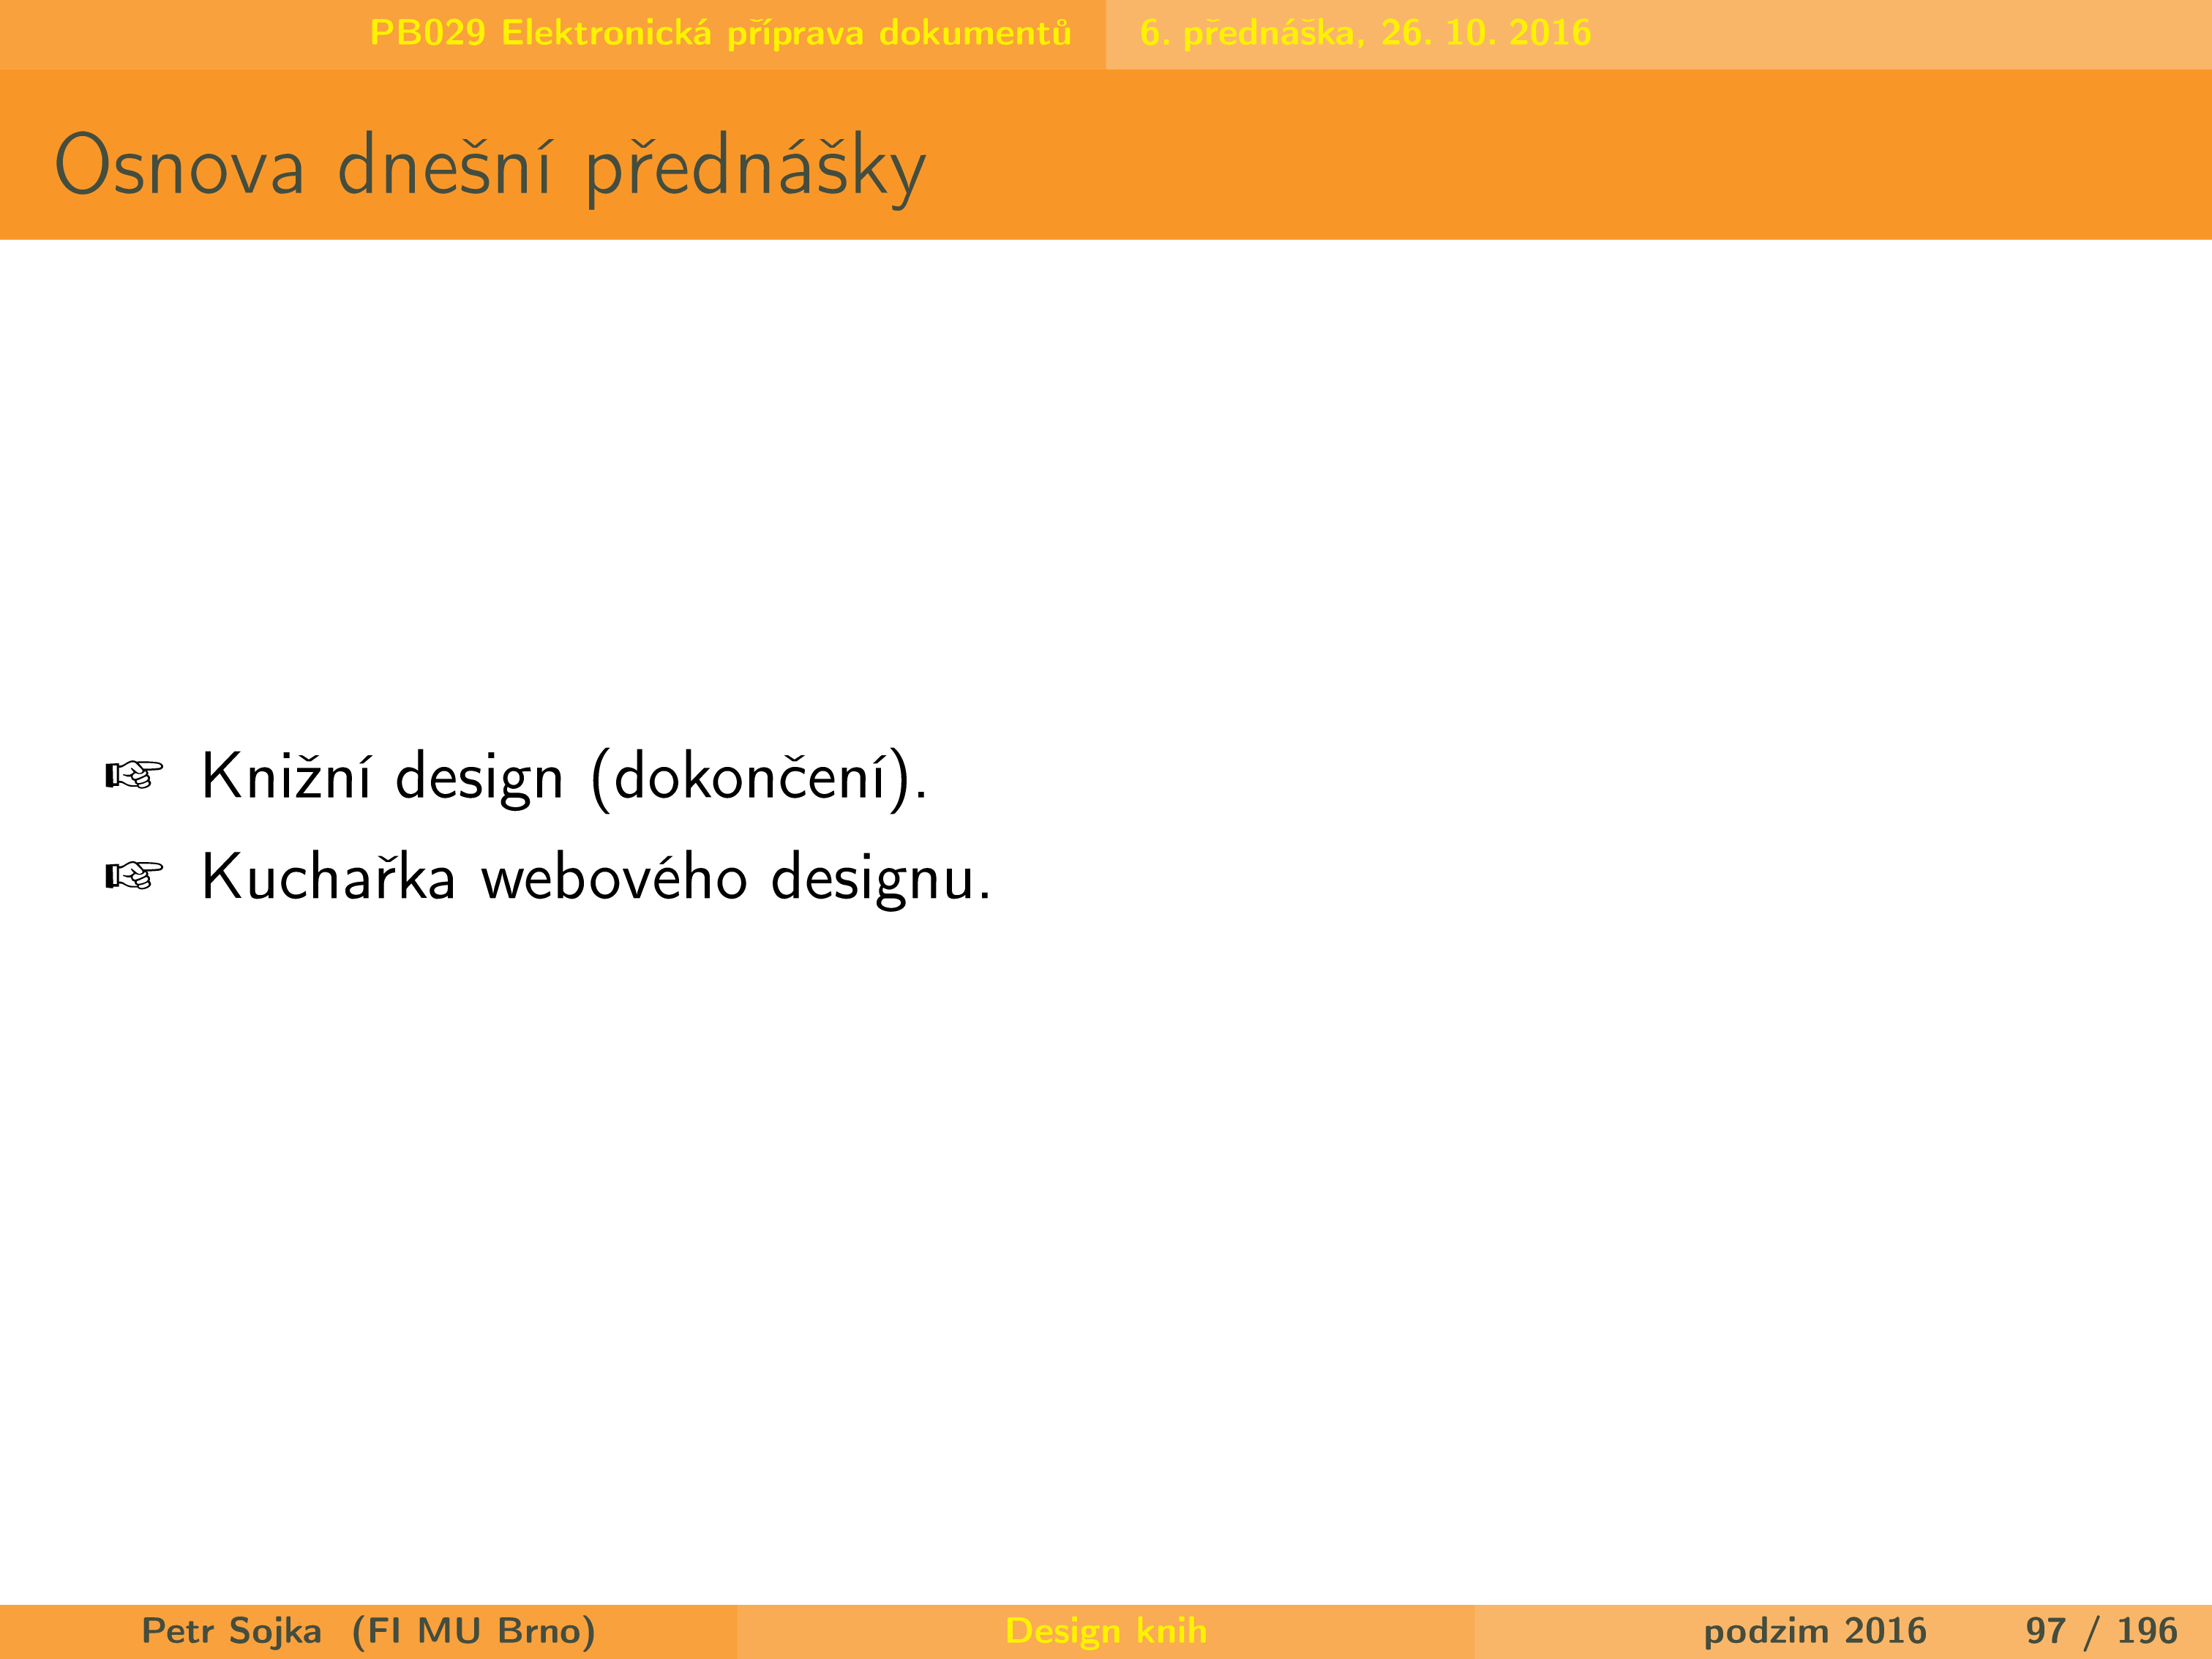 PB029 Elektronická příprava dokumentů 6. přednáška, 26. 10. 2016
Osnova dnešní přednášky
☞ Knižní design (dokončení).
☞ Kuchařka webového designu.
Petr Sojka (FI MU Brno) Design knih podzim 2016 97 / 196